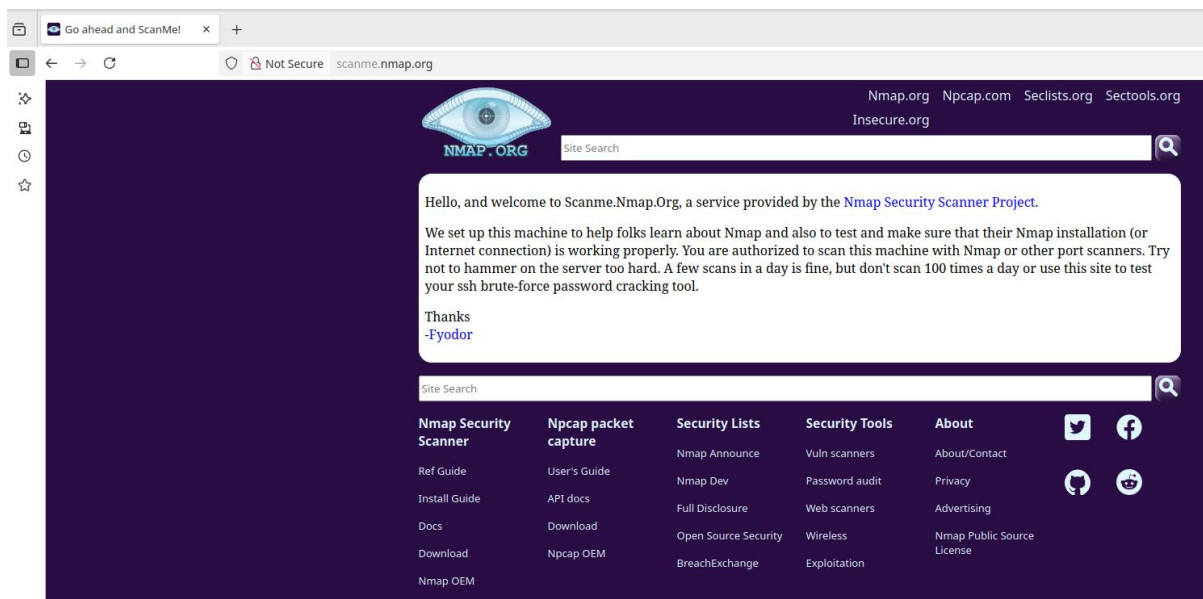 Go ahead and ScanMe!
Not Secure scanme.nmap.org
Nmap.org Npcap.com Seclists.org Sectools.org
Insecure.org
NMAP.ORG
Site Search
Hello, and welcome to Scanme.Nmap.Org, a service provided by the Nmap Security Scanner Project.
We set up this machine to help folks learn about Nmap and also to test and make sure that their Nmap installation (or
Internet connection) is working properly. You are authorized to scan this machine with Nmap or other port scanners. Try
not to hammer on the server too hard. A few scans in a day is fine, but don't scan 100 times a day or use this site to test
your ssh brute-force password cracking tool.
Thanks
-Fyodor
Site Search
Nmap Security
Scanner
Ref Guide
Install Guide
Docs
Download
Nmap OEM
Npcap packet
capture
User's Guide
API docs
Download
Npcap OEM
Security Lists
Nmap Announce
Nmap Dev
Full Disclosure
Open Source Security
BreachExchange
Security Tools
Vuln scanners
Password audit
Web scanners
Wireless
Exploitation
About
About/Contact
Privacy
Advertising
Nmap Public Source
License